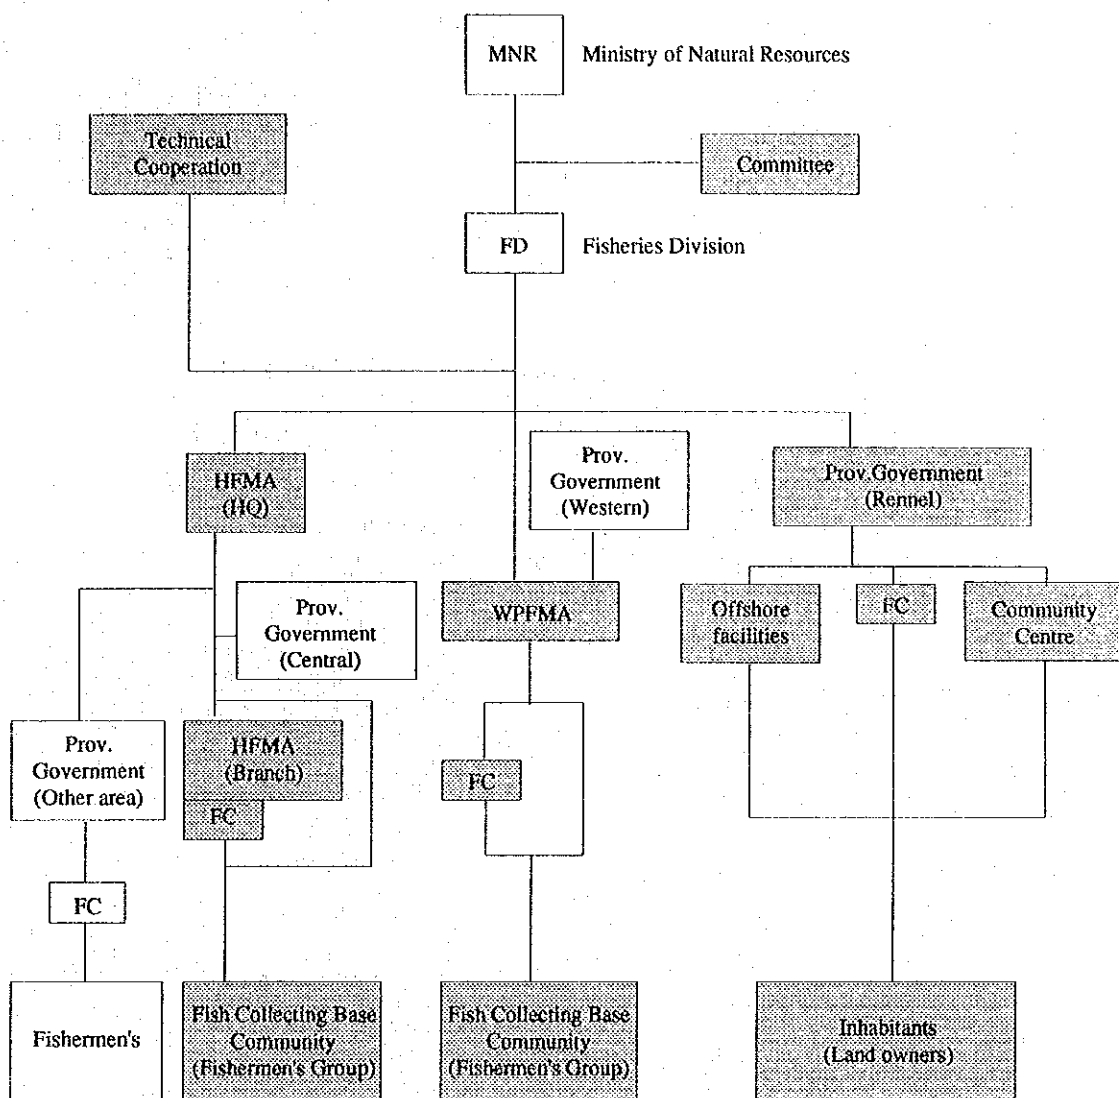 MNR
Ministry of Natural Resources
Technical
Cooperation
Committee
FD
Fisheries Division
HFMA
(HQ)
Prov.
Government
(Western)
Prov.Government
(Rennel)
Prov.
Government
(Central)
WPFMA
Offshore
facilities
FC
Community
Centre
Prov.
Government
(Other area)
HFMA
(Branch)
FC
FC
FC
Fishermen's
Fish Collecting Base
Community
(Fishermen's Group)
Fish Collecting Base
Community
(Fishermen's Group)
Inhabitants
(Land owners)